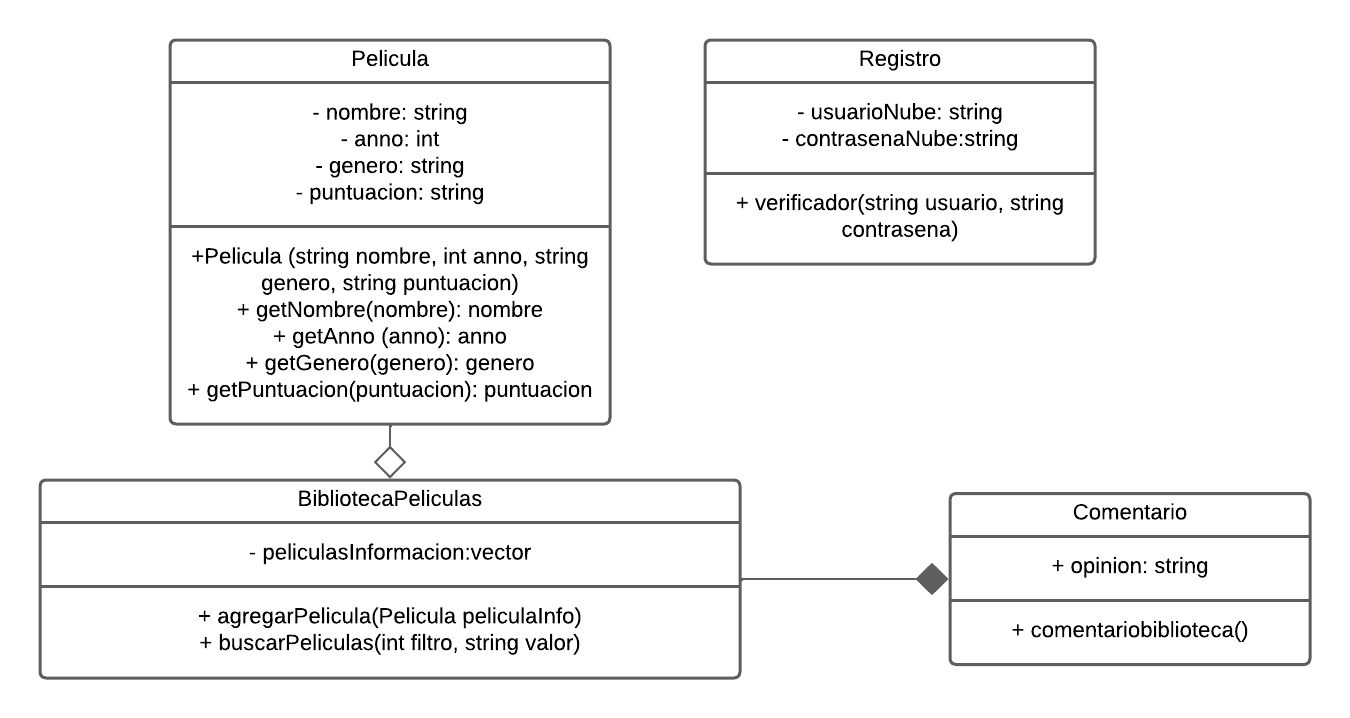 Pelicula
- nombre: string
- anno: int
- genero: string
- puntuacion: string
+Pelicula (string nombre, int anno, string
genero, string puntuacion)
+ getNombre(nombre): nombre
+ getAnno (anno): anno
+ getGenero(genero): genero
+ getPuntuacion(puntuacion): puntuacion
Registro
- usuarioNube: string
- contrasenaNube:string
+ verificador(string usuario, string
contrasena)
BibliotecaPeliculas
- peliculasInformacion:vector
+ agregarPelicula(Pelicula peliculaInfo)
+ buscarPeliculas(int filtro, string valor)
Comentario
+ opinion: string
+ comentariobiblioteca()